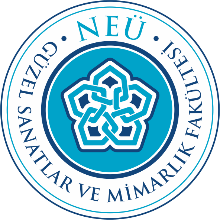 • NEÜ •
GÜZEL SANATLAR VE MİMARLIK FAKÜLTESİ